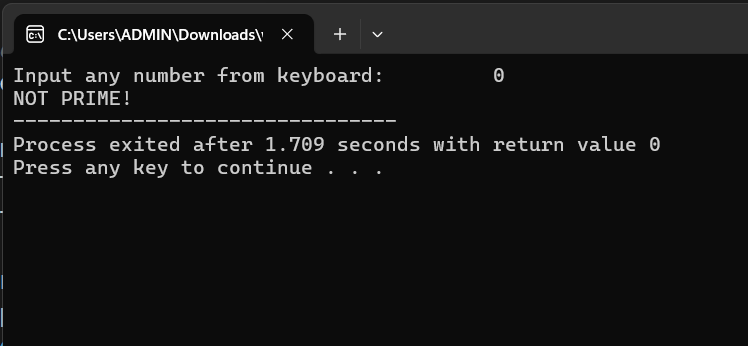 C:\Users\ADMIN\Downloads\
Input any number from keyboard:         0
NOT PRIME!
--------------------------------
Process exited after 1.709 seconds with return value 0
Press any key to continue . . .